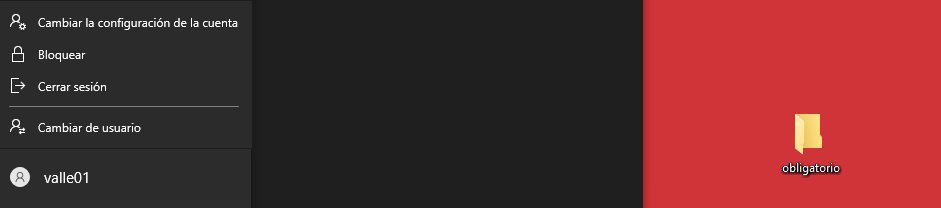 Cambiar la configuración de la cuenta
Bloquear
Cerrar sesión
Cambiar de usuario
valle01
obligatorio